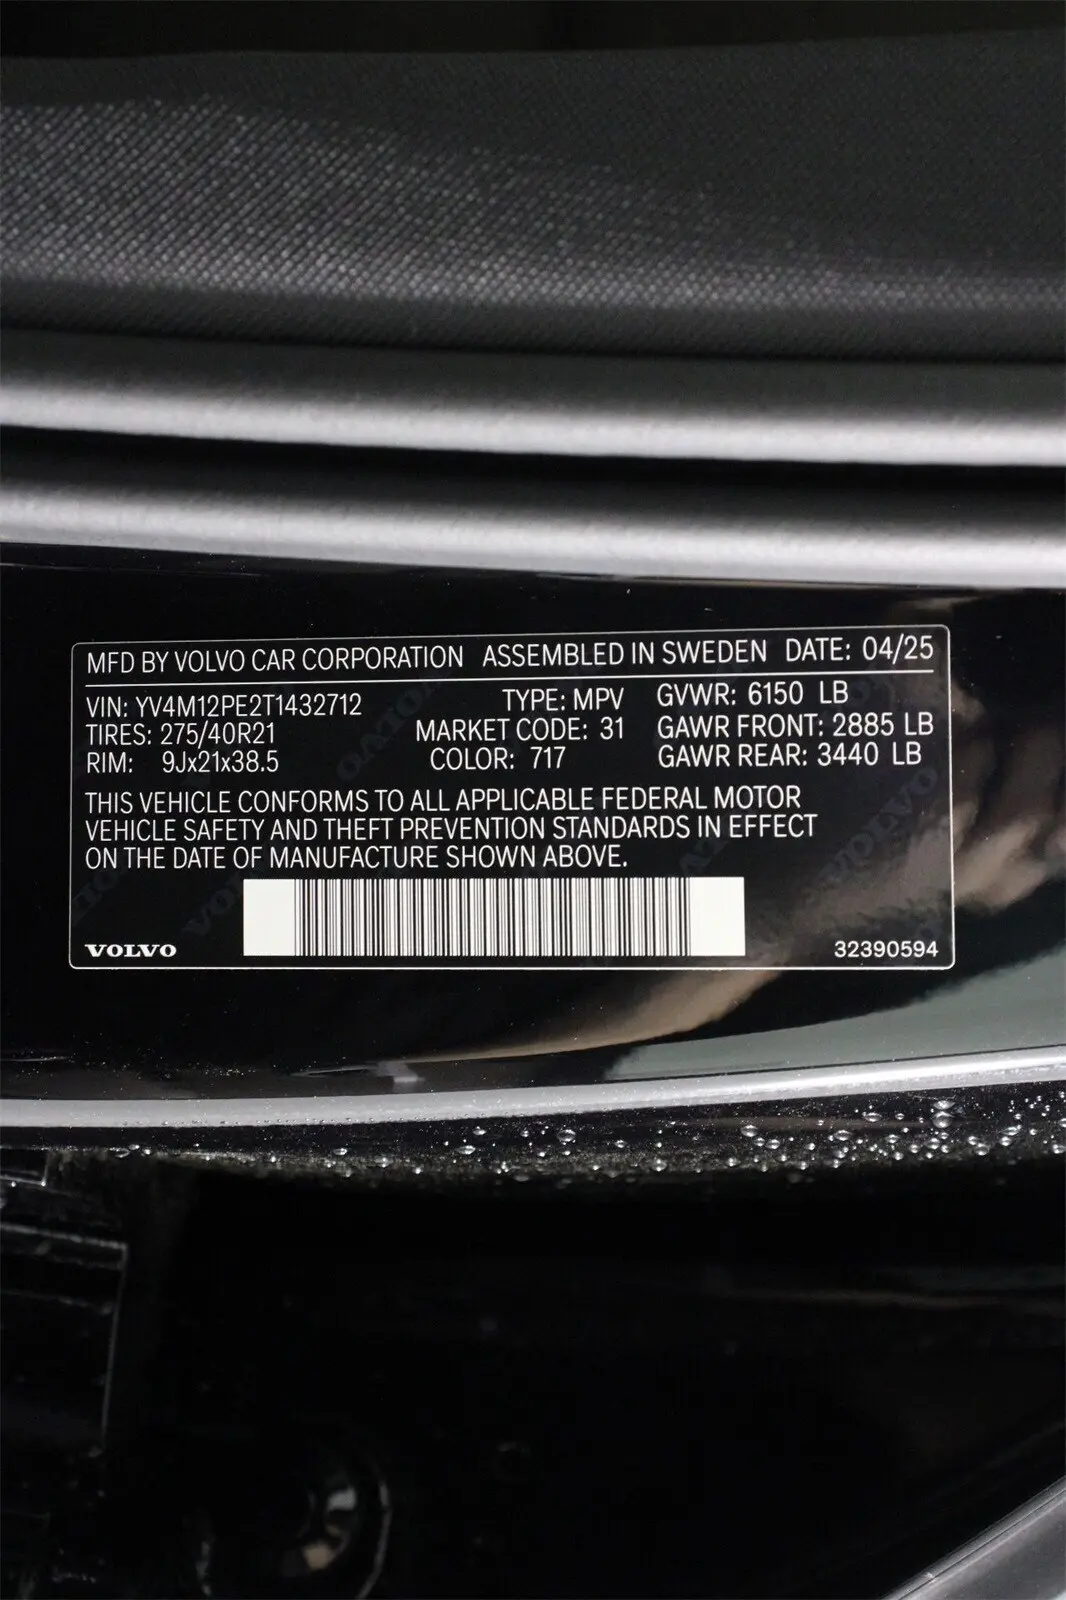 MFD BY VOLVO CAR CORPORATION ASSEMBLED IN SWEDEN DATE: 04/25
VIN: YV4M12PE2T1432712 TYPE: MPV GVWR: 6150 LB
TIRES: 275/40R21 MARKET CODE: 31 GAWR FRONT: 2885 LB
RIM: 9Jx21x38.5 COLOR: 717 GAWR REAR: 3440 LB
THIS VEHICLE CONFORMS TO ALL APPLICABLE FEDERAL MOTOR
VEHICLE SAFETY AND THEFT PREVENTION STANDARDS IN EFFECT
ON THE DATE OF MANUFACTURE SHOWN ABOVE.
VOLVO 32390594